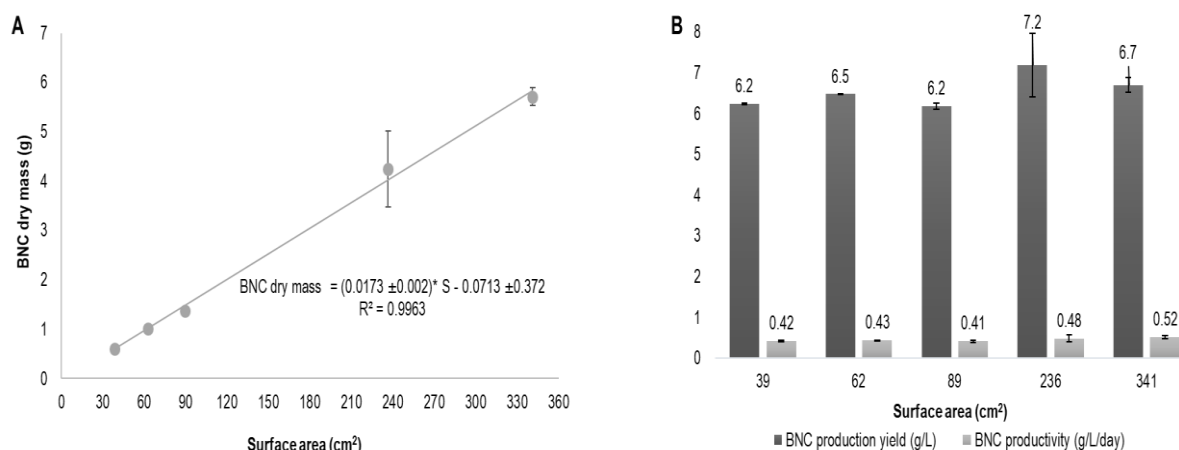 A
BNC dry mass (g)
7
6
5
4
3
2
1
0
BNC dry mass = (0.0173 ±0.002)* S - 0.0713 ±0.372
R² = 0.9963
0 30 60 90 120 150 180 210 240 270 300 330 360
Surface area (cm²)
B
8
7
6
5
4
3
2
1
0
6.2 6.5 6.2 7.2 6.7
0.42 0.43 0.41 0.48 0.52
39 62 89 236 341
Surface area (cm²)
BNC production yield (g/L) BNC productivity (g/L/day)